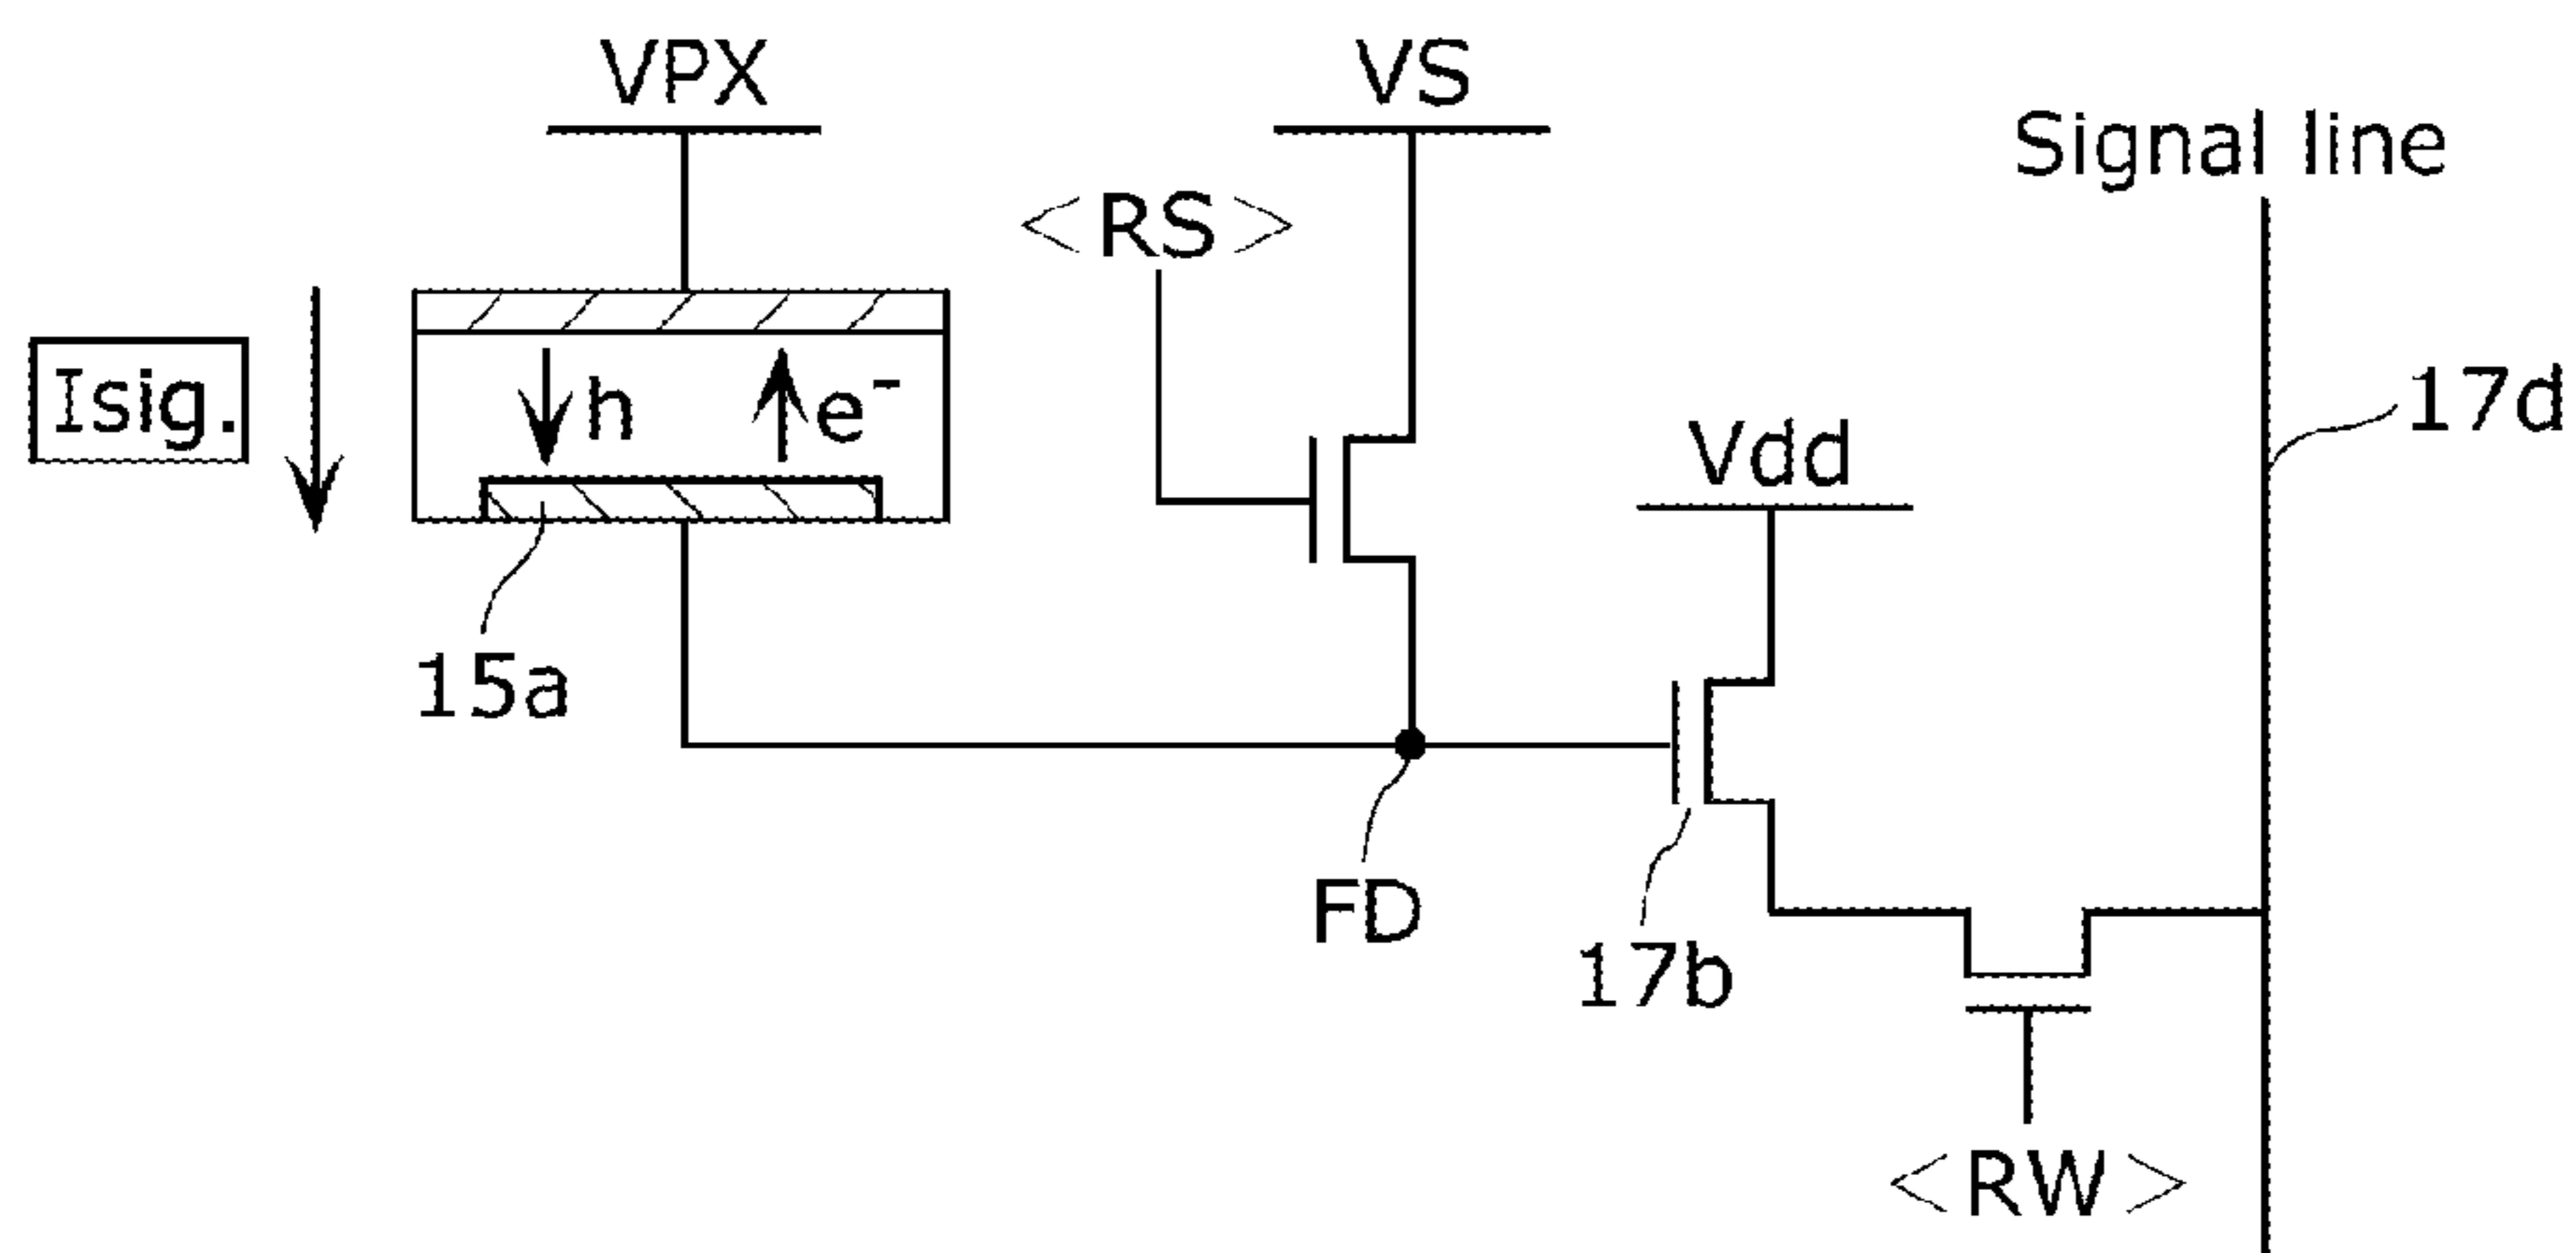 VPX
VS
Signal line
<RS>
Isig.
h
e⁻
17d
Vdd
15a
FD
17b
<RW>